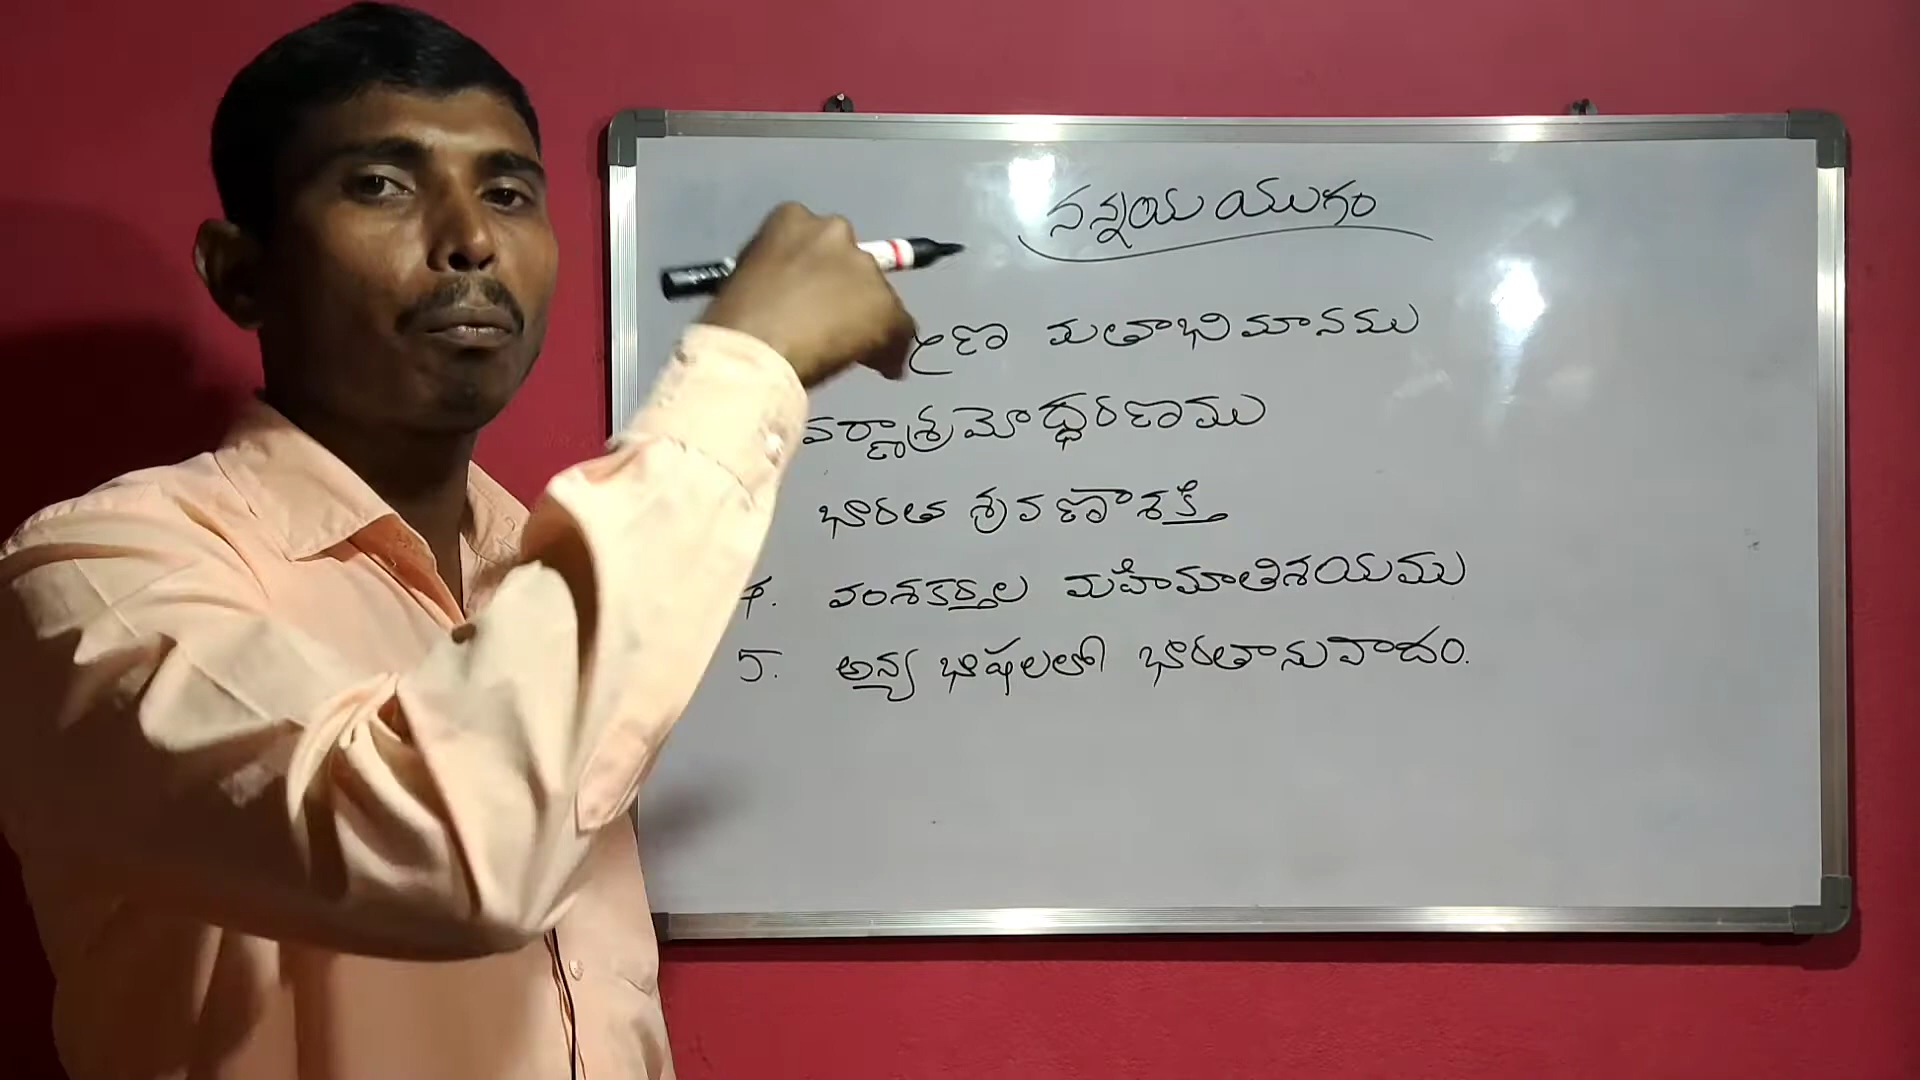 నన్నయ యుగం
మతాభిమానము
వర్ణాశ్రమోద్ధరణము
భారత శ్రవణాశక్తి
4. వంశకర్తల మహిమాతిశయము
5. అన్య భాషలలో భారతానువాదం.